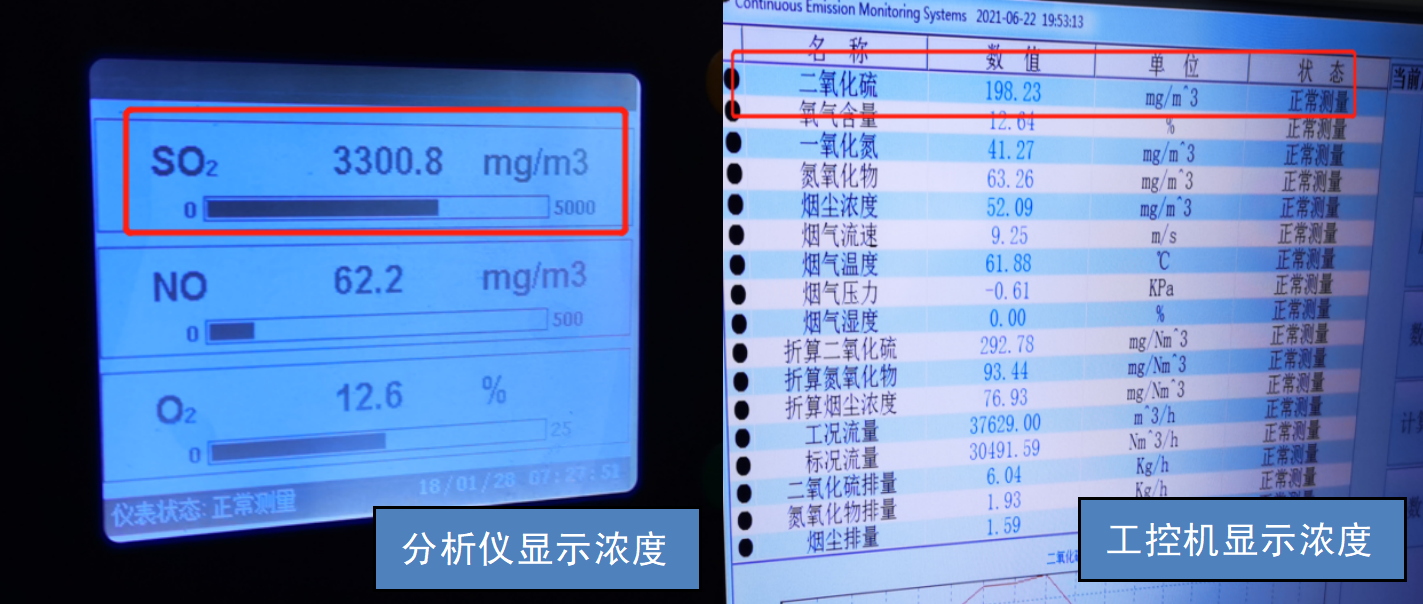 SO2 3300.8 mg/m3
0 5000
NO 62.2 mg/m3
0 500
O2 12.6 %
0 25
18/01/28 07:27:51
仪表状态:正常测量
分析仪显示浓度
Continuous Emission Monitoring Systems 2021-06-22 19:53:13
名 称 数 值 单 位 状 态
二氧化硫 198.23 mg/m^3 正常测量
氧气含量 12.64 % 正常测量
一氧化氮 41.27 mg/m^3 正常测量
氮氧化物 63.26 mg/m^3 正常测量
烟尘浓度 52.09 mg/m^3 正常测量
烟气流速 9.25 m/s 正常测量
烟气温度 61.88 ℃ 正常测量
烟气压力 -0.61 KPa 正常测量
烟气湿度 0.00 % 正常测量
折算二氧化硫 292.78 mg/Nm^3 正常测量
折算氮氧化物 93.44 mg/Nm^3 正常测量
折算烟尘浓度 76.93 mg/Nm^3 正常测量
工况流量 37629.00 m^3/h 正常测量
标况流量 30491.59 Nm^3/h 正常测量
二氧化硫排量 6.04 Kg/h 正常测量
氮氧化物排量 1.93 Kg/h 正常测量
烟尘排量 1.59
当前
数
计算
数
二氧化
工控机显示浓度